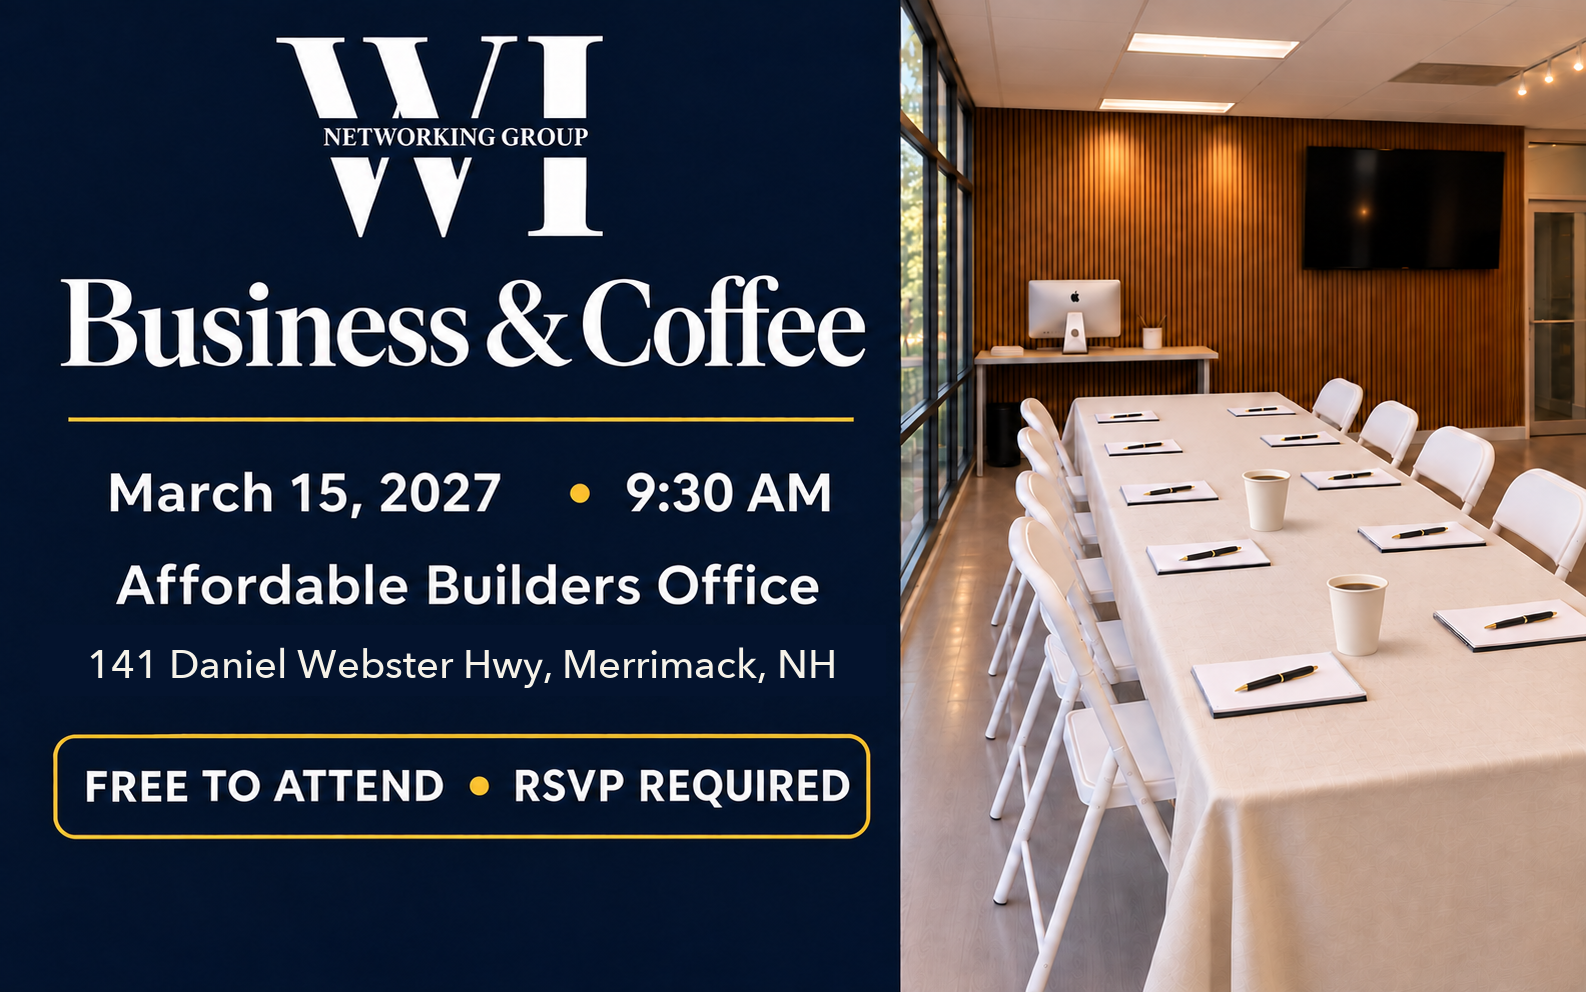 WI
NETWORKING GROUP
Business & Coffee
March 15, 2027 • 9:30 AM
Affordable Builders Office
141 Daniel Webster Hwy, Merrimack, NH
FREE TO ATTEND • RSVP REQUIRED